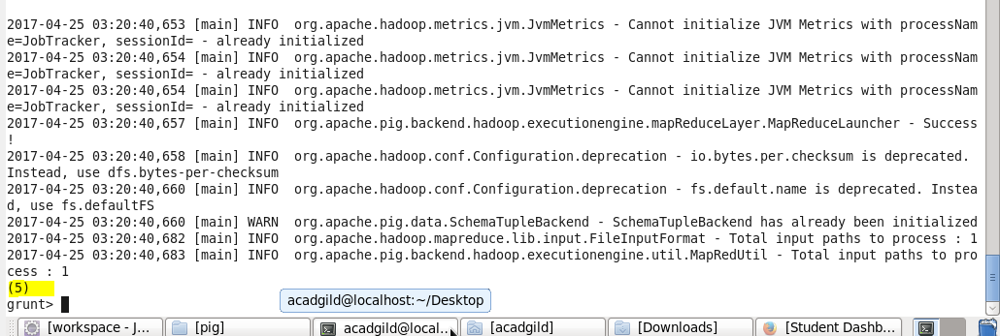 2017-04-25 03:20:40,653 [main] INFO  org.apache.hadoop.metrics.jvm.JvmMetrics - Cannot initialize JVM Metrics with processNam
e=JobTracker, sessionId= - already initialized
2017-04-25 03:20:40,654 [main] INFO  org.apache.hadoop.metrics.jvm.JvmMetrics - Cannot initialize JVM Metrics with processNam
e=JobTracker, sessionId= - already initialized
2017-04-25 03:20:40,654 [main] INFO  org.apache.hadoop.metrics.jvm.JvmMetrics - Cannot initialize JVM Metrics with processNam
e=JobTracker, sessionId= - already initialized
2017-04-25 03:20:40,657 [main] INFO  org.apache.pig.backend.hadoop.executionengine.mapReduceLayer.MapReduceLauncher - Success
!
2017-04-25 03:20:40,658 [main] INFO  org.apache.hadoop.conf.Configuration.deprecation - io.bytes.per.checksum is deprecated.
Instead, use dfs.bytes-per-checksum
2017-04-25 03:20:40,660 [main] INFO  org.apache.hadoop.conf.Configuration.deprecation - fs.default.name is deprecated. Instea
d, use fs.defaultFS
2017-04-25 03:20:40,660 [main] WARN  org.apache.pig.data.SchemaTupleBackend - SchemaTupleBackend has already been initialized
2017-04-25 03:20:40,682 [main] INFO  org.apache.hadoop.mapreduce.lib.input.FileInputFormat - Total input paths to process : 1
2017-04-25 03:20:40,683 [main] INFO  org.apache.pig.backend.hadoop.executionengine.util.MapRedUtil - Total input paths to pro
cess : 1
(5)
grunt>
acadgild@localhost:~/Desktop
[workspace - J... [pig] acadgild@local... [acadgild] [Downloads] [Student Dashb...